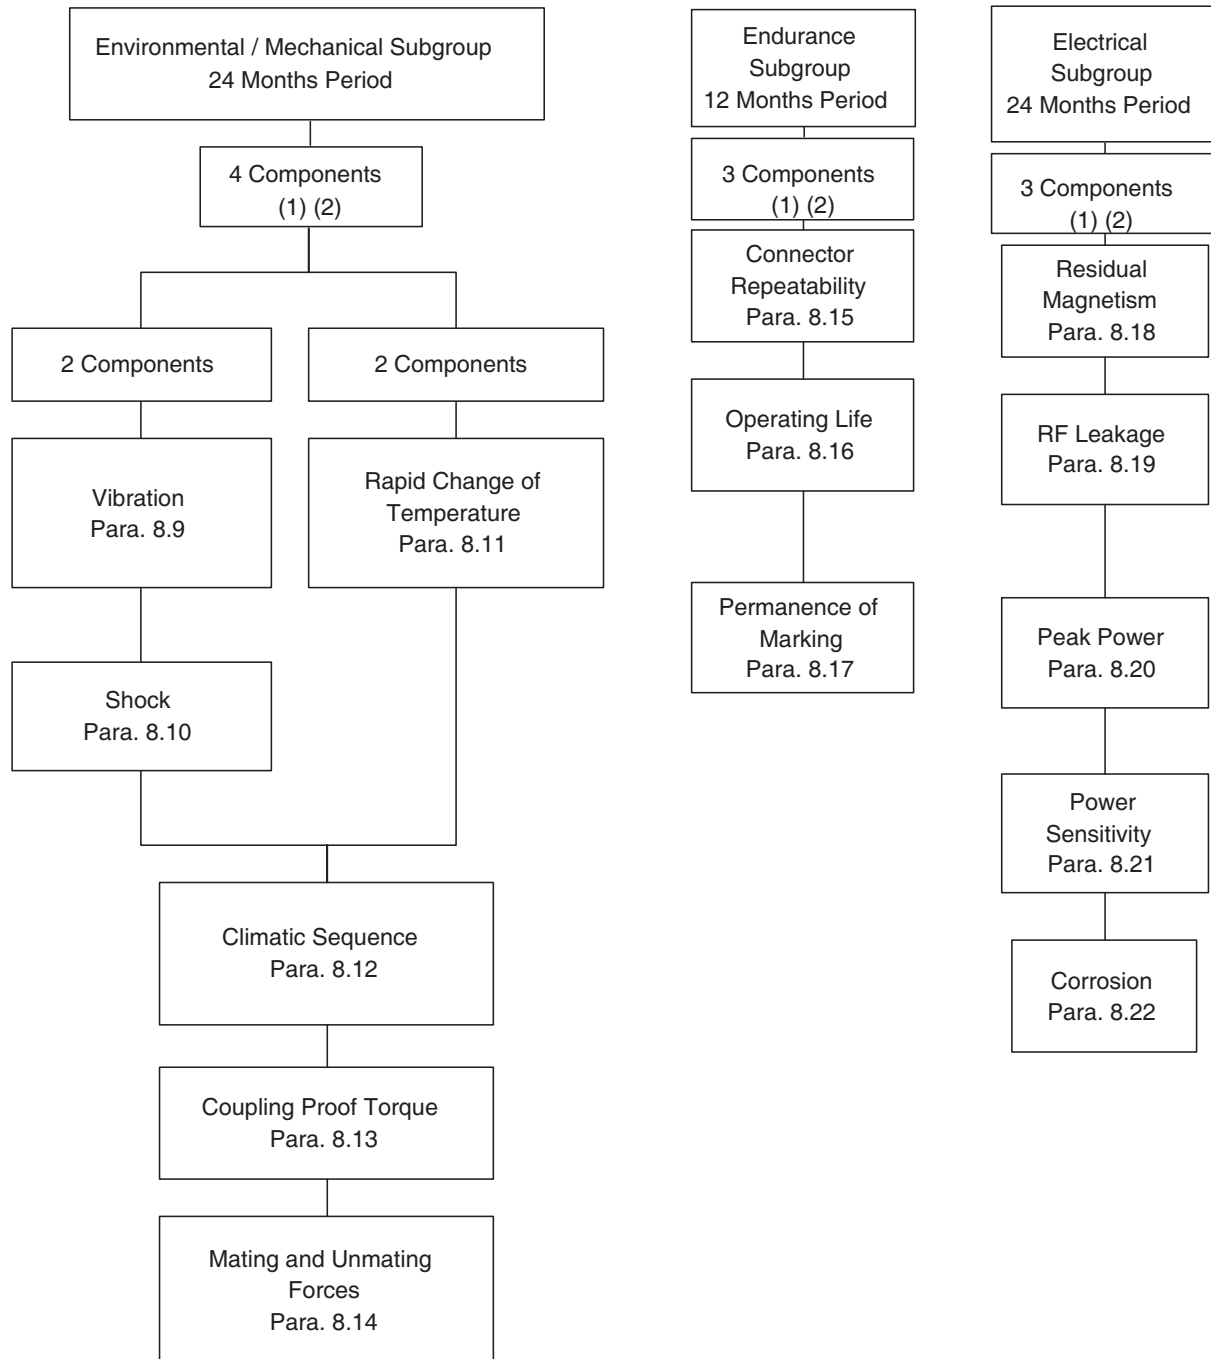 Environmental / Mechanical Subgroup
24 Months Period
4 Components
(1) (2)
2 Components
2 Components
Vibration
Para. 8.9
Rapid Change of
Temperature
Para. 8.11
Shock
Para. 8.10
Climatic Sequence
Para. 8.12
Coupling Proof Torque
Para. 8.13
Mating and Unmating
Forces
Para. 8.14
Endurance
Subgroup
12 Months Period
3 Components
(1) (2)
Connector
Repeatability
Para. 8.15
Operating Life
Para. 8.16
Permanence of
Marking
Para. 8.17
Electrical
Subgroup
24 Months Period
3 Components
(1) (2)
Residual
Magnetism
Para. 8.18
RF Leakage
Para. 8.19
Peak Power
Para. 8.20
Power
Sensitivity
Para. 8.21
Corrosion
Para. 8.22